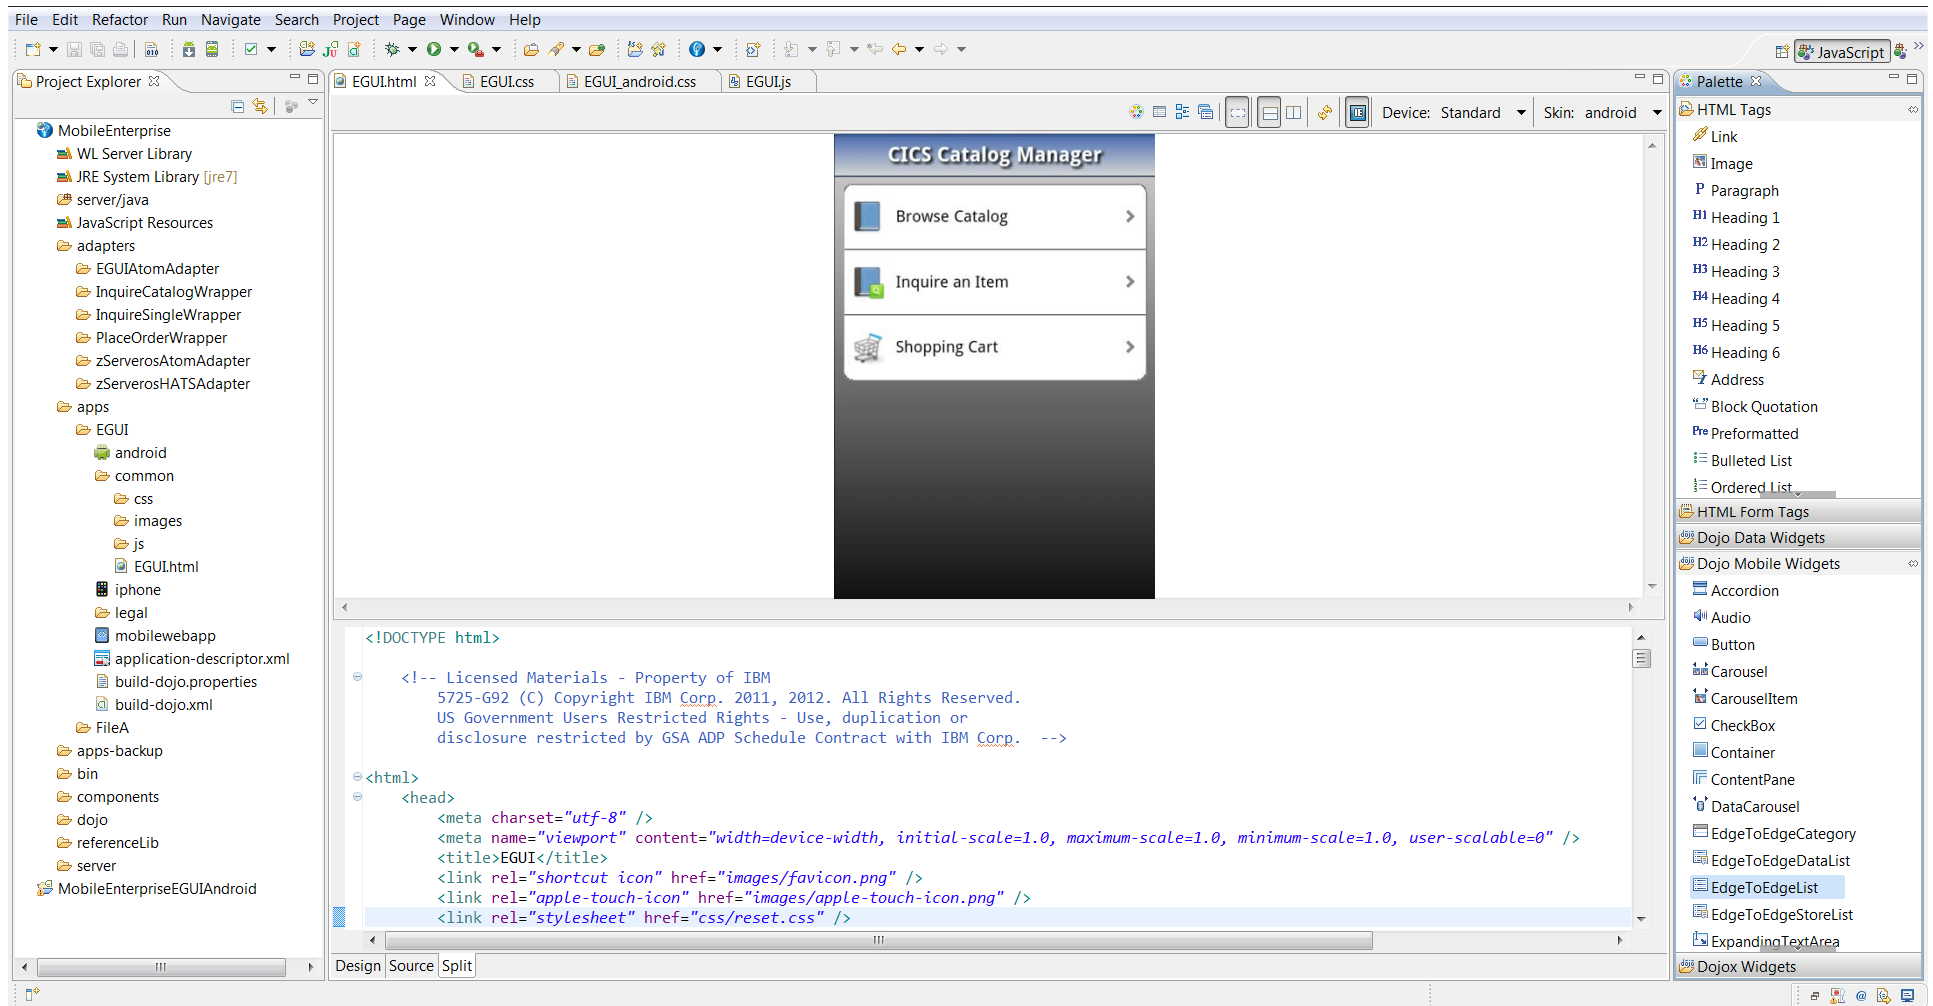 File Edit Refactor Run Navigate Search Project Page Window Help
JavaScript
Project Explorer
MobileEnterprise
WL Server Library
JRE System Library [jre7]
server/java
JavaScript Resources
adapters
EGUIAtomAdapter
InquireCatalogWrapper
InquireSingleWrapper
PlaceOrderWrapper
zServerosAtomAdapter
zServerosHATSAdapter
apps
EGUI
android
common
css
images
js
EGUI.html
iphone
legal
mobilewebapp
application-descriptor.xml
build-dojo.properties
build-dojo.xml
FileA
apps-backup
bin
components
dojo
referenceLib
server
MobileEnterpriseEGUIAndroid
EGUI.html EGUI.css EGUI_android.css EGUI.js
Device: Standard Skin: android
CICS Catalog Manager
Browse Catalog
Inquire an Item
Shopping Cart
<!DOCTYPE html>
<!-- Licensed Materials - Property of IBM
5725-G92 (C) Copyright IBM Corp. 2011, 2012. All Rights Reserved.
US Government Users Restricted Rights - Use, duplication or
disclosure restricted by GSA ADP Schedule Contract with IBM Corp. -->
<html>
<head>
<meta charset="utf-8" />
<meta name="viewport" content="width=device-width, initial-scale=1.0, maximum-scale=1.0, minimum-scale=1.0, user-scalable=0" />
<title>EGUI</title>
<link rel="shortcut icon" href="images/favicon.png" />
<link rel="apple-touch-icon" href="images/apple-touch-icon.png" />
<link rel="stylesheet" href="css/reset.css" />
Design Source Split
Palette
HTML Tags
Link
Image
P Paragraph
H1 Heading 1
H2 Heading 2
H3 Heading 3
H4 Heading 4
H5 Heading 5
H6 Heading 6
Address
Block Quotation
Pre Preformatted
Bulleted List
Ordered List
HTML Form Tags
Dojo Data Widgets
Dojo Mobile Widgets
Accordion
Audio
Button
Carousel
CarouselItem
CheckBox
Container
ContentPane
DataCarousel
EdgeToEdgeCategory
EdgeToEdgeDataList
EdgeToEdgeList
EdgeToEdgeStoreList
ExpandingTextArea
Dojox Widgets